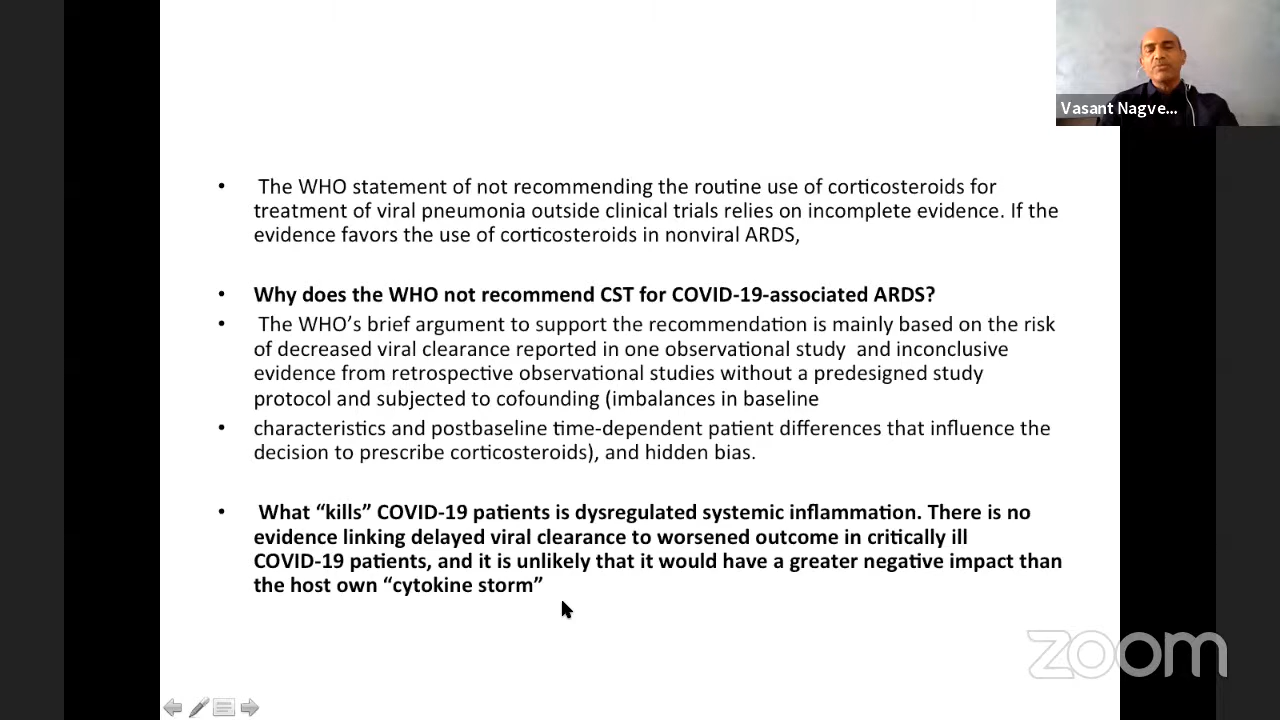 Vasant Nagve...
• The WHO statement of not recommending the routine use of corticosteroids for
treatment of viral pneumonia outside clinical trials relies on incomplete evidence. If the
evidence favors the use of corticosteroids in nonviral ARDS,
• Why does the WHO not recommend CST for COVID-19-associated ARDS?
• The WHO’s brief argument to support the recommendation is mainly based on the risk
of decreased viral clearance reported in one observational study and inconclusive
evidence from retrospective observational studies without a predesigned study
protocol and subjected to cofounding (imbalances in baseline
• characteristics and postbaseline time-dependent patient differences that influence the
decision to prescribe corticosteroids), and hidden bias.
• What “kills” COVID-19 patients is dysregulated systemic inflammation. There is no
evidence linking delayed viral clearance to worsened outcome in critically ill
COVID-19 patients, and it is unlikely that it would have a greater negative impact than
the host own “cytokine storm”
zoom